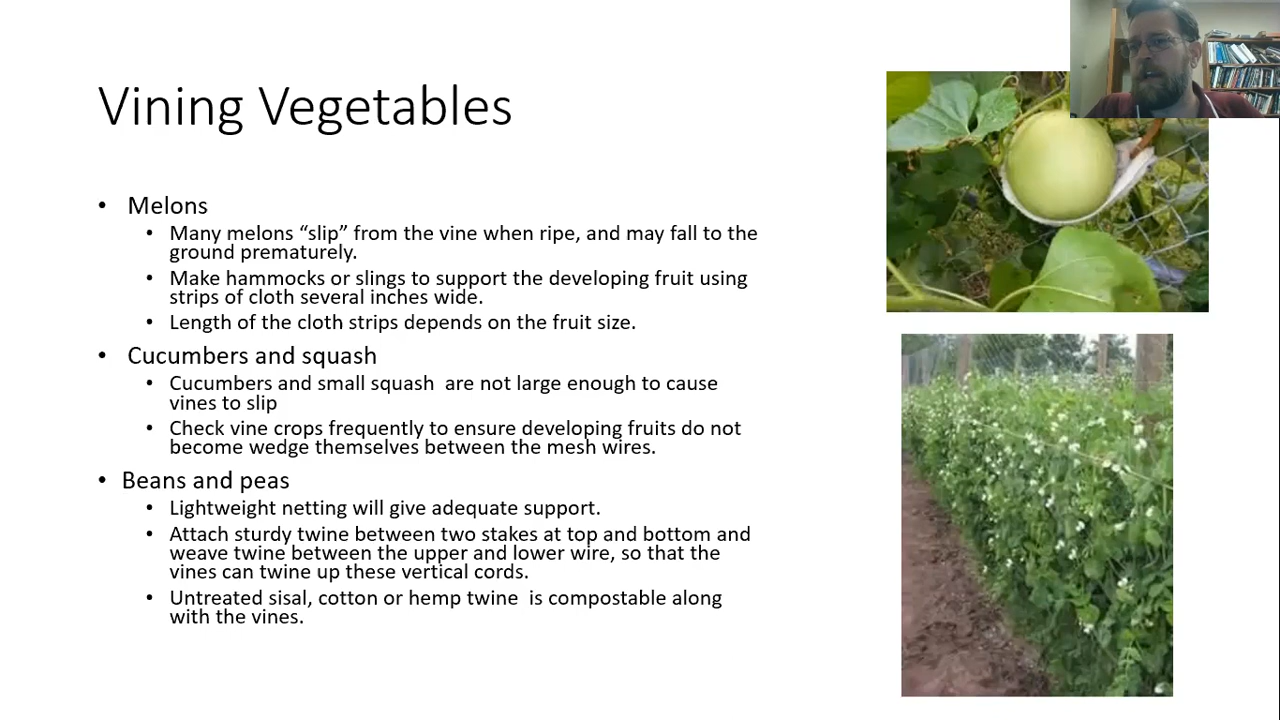 Vining Vegetables
• Melons
• Many melons “slip” from the vine when ripe, and may fall to the
ground prematurely.
• Make hammocks or slings to support the developing fruit using
strips of cloth several inches wide.
• Length of the cloth strips depends on the fruit size.
• Cucumbers and squash
• Cucumbers and small squash  are not large enough to cause
vines to slip
• Check vine crops frequently to ensure developing fruits do not
become wedge themselves between the mesh wires.
• Beans and peas
• Lightweight netting will give adequate support.
• Attach sturdy twine between two stakes at top and bottom and
weave twine between the upper and lower wire, so that the
vines can twine up these vertical cords.
• Untreated sisal, cotton or hemp twine  is compostable along
with the vines.